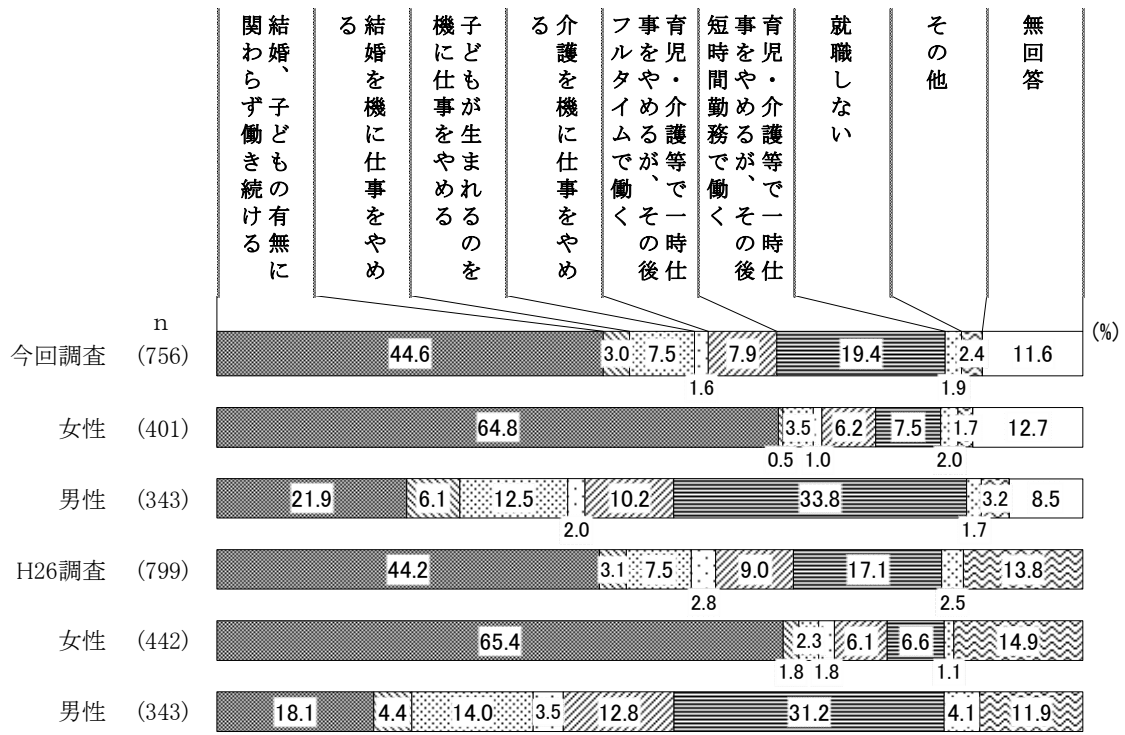 結婚、子どもの有無に
関わらず働き続ける
結婚を機に仕事をやめ
る
子どもが生まれるのを
機に仕事をやめる
介護を機に仕事をやめ
る
育児・介護等で一時仕
事をやめるが、その後
フルタイムで働く
育児・介護等で一時仕
事をやめるが、その後
短時間勤務で働く
就職しない
その他
無回答
n
(%)
今回調査 (756) 44.6 3.0 7.5 7.9 19.4 2.4 11.6
1.6 1.9
女性 (401) 64.8 3.5 6.2 7.5 1.7 12.7
0.5 1.0 2.0
男性 (343) 21.9 6.1 12.5 10.2 33.8 3.2 8.5
2.0 1.7
H26調査 (799) 44.2 3.1 7.5 9.0 17.1 13.8
2.8 2.5
女性 (442) 65.4 2.3 6.1 6.6 14.9
1.8 1.8 1.1
男性 (343) 18.1 4.4 14.0 3.5 12.8 31.2 4.1 11.9